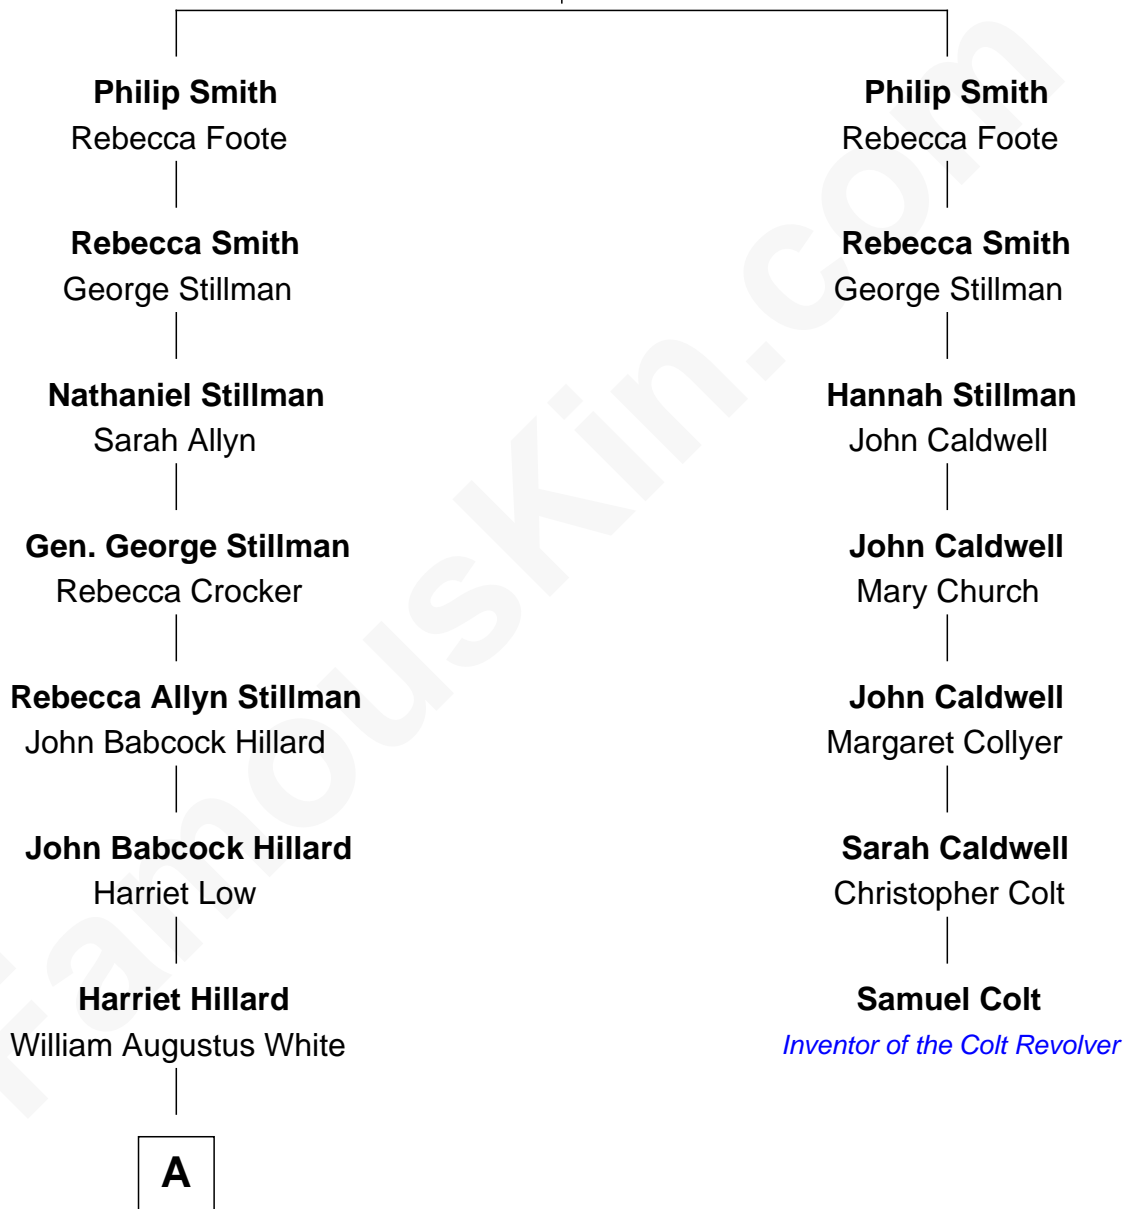 Philip Smith
Rebecca Foote
Rebecca Smith
George Stillman
Nathaniel Stillman
Sarah Allyn
Gen. George Stillman
Rebecca Crocker
Rebecca Allyn Stillman
John Babcock Hillard
John Babcock Hillard
Harriet Low
Harriet Hillard
William Augustus White
A
Philip Smith
Rebecca Foote
Rebecca Smith
George Stillman
Hannah Stillman
John Caldwell
John Caldwell
Mary Church
John Caldwell
Margaret Collyer
Sarah Caldwell
Christopher Colt
Samuel Colt
Inventor of the Colt Revolver
FamousKin.com